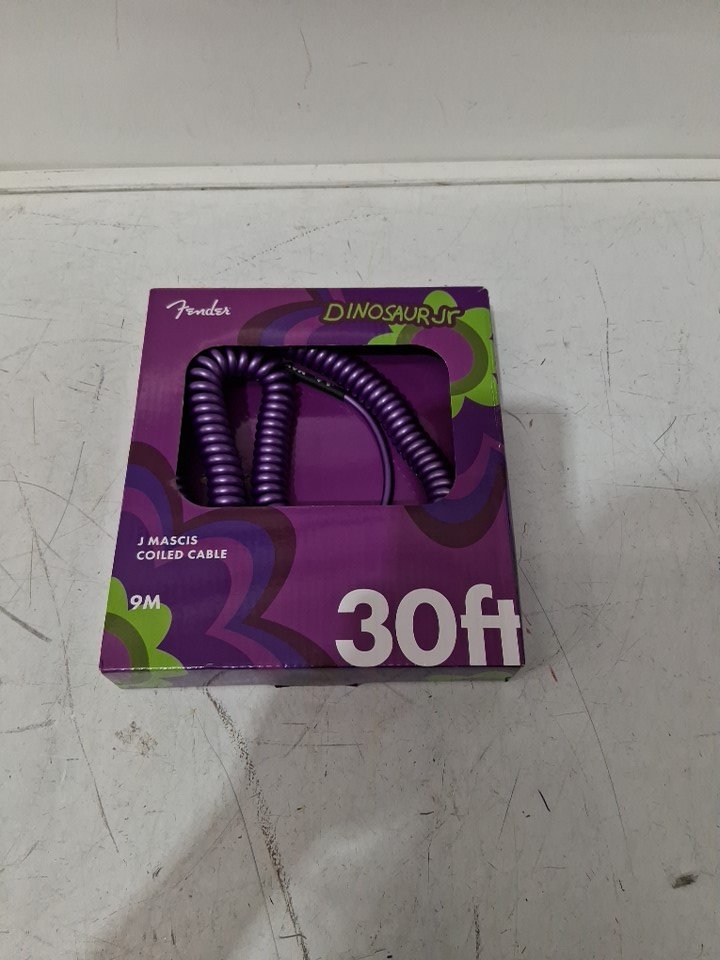 Fender
DINOSAUR Jr
J MASCIS
COILED CABLE
9M
30ft